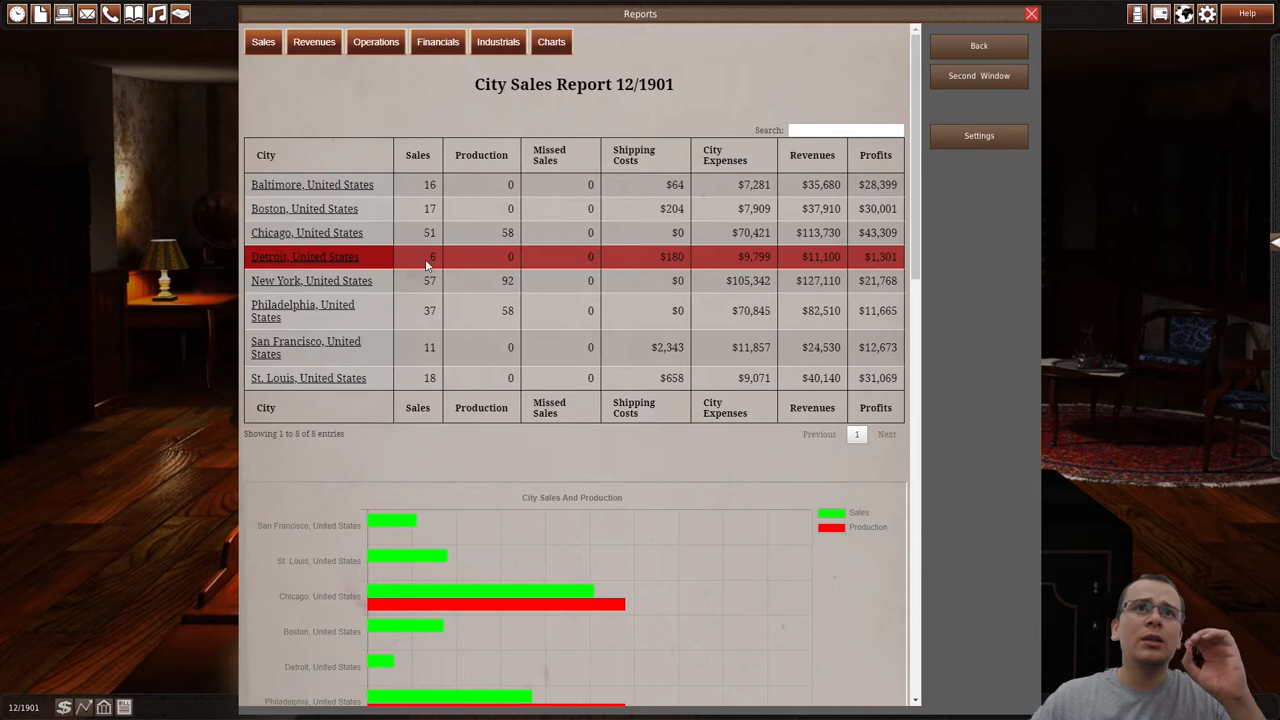 Reports
Help
Sales Revenues Operations Financials Industrials Charts
Back
Second Window
Settings
City Sales Report 12/1901
Search:
City Sales Production Missed Sales Shipping Costs City Expenses Revenues Profits
Baltimore, United States 16 0 0 $64 $7,281 $35,680 $28,399
Boston, United States 17 0 0 $204 $7,909 $37,910 $30,001
Chicago, United States 51 58 0 $0 $70,421 $113,730 $43,309
Detroit, United States 6 0 0 $180 $9,799 $11,100 $1,301
New York, United States 57 92 0 $0 $105,342 $127,110 $21,768
Philadelphia, United States 37 58 0 $0 $70,845 $82,510 $11,665
San Francisco, United States 11 0 0 $2,343 $11,857 $24,530 $12,673
St. Louis, United States 18 0 0 $658 $9,071 $40,140 $31,069
City Sales Production Missed Sales Shipping Costs City Expenses Revenues Profits
Showing 1 to 8 of 8 entries
Previous 1 Next
City Sales And Production
Sales
Production
San Francisco, United States
St. Louis, United States
Chicago, United States
Boston, United States
Detroit, United States
Philadelphia, United States
12/1901
BILL